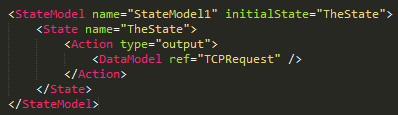 <StateModel name="StateModel1" initialState="TheState">
<State name="TheState">
<Action type="output">
<DataModel ref="TCPRequest" />
</Action>
</State>
</StateModel>